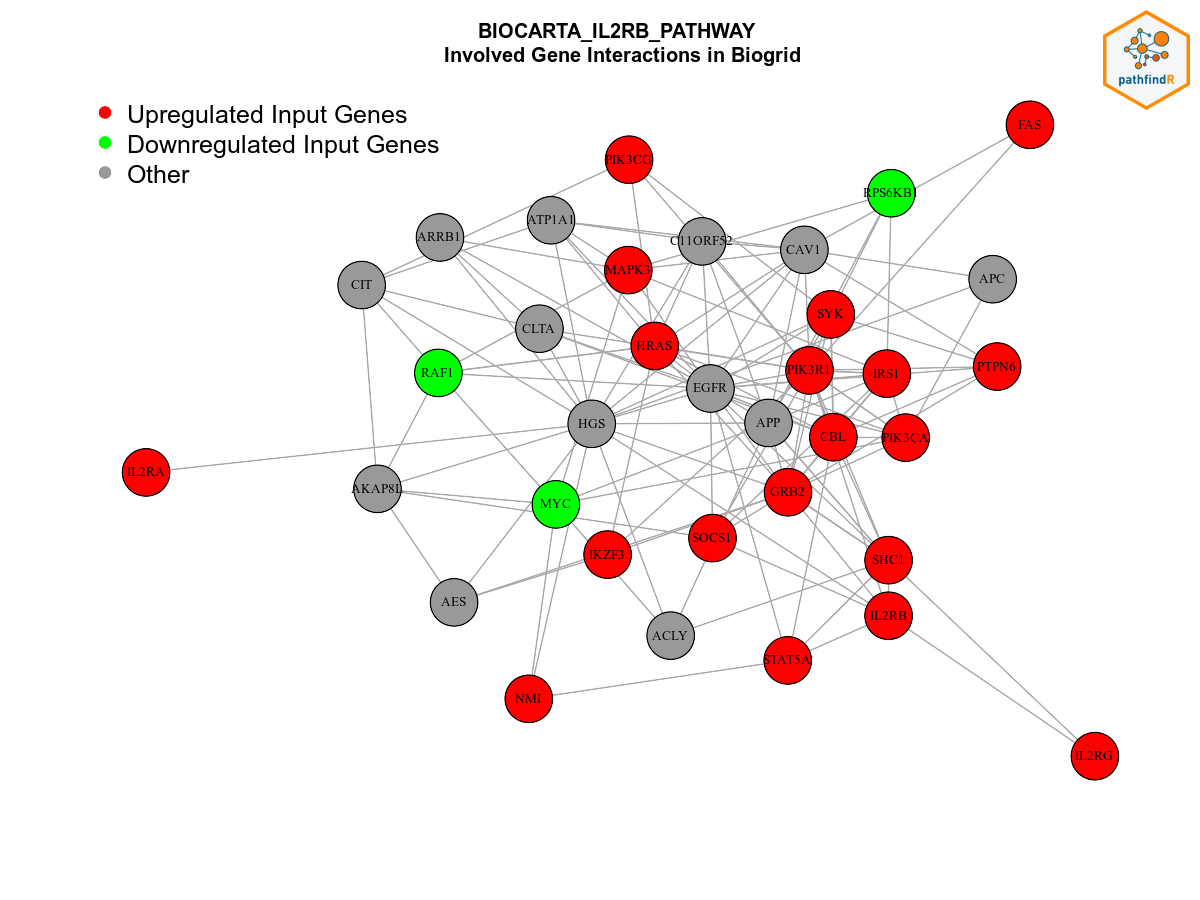 BIOCARTA_IL2RB_PATHWAY
Involved Gene Interactions in Biogrid
pathfindR
Upregulated Input Genes
Downregulated Input Genes
Other
FAS
PIK3CG
RPS6KB1
ATP1A1
ARRB1
C11ORF52
CAV1
MAPK3
APC
CIT
SYK
CLTA
HRAS
PTPN6
PIK3R1
IRS1
RAF1
EGFR
APP
HGS
CBL
PIK3CA
IL2RA
AKAP8L
GRB2
MYC
SOCS1
IKZF3
SHC1
AES
IL2RB
ACLY
STAT5A
NMI
IL2RG